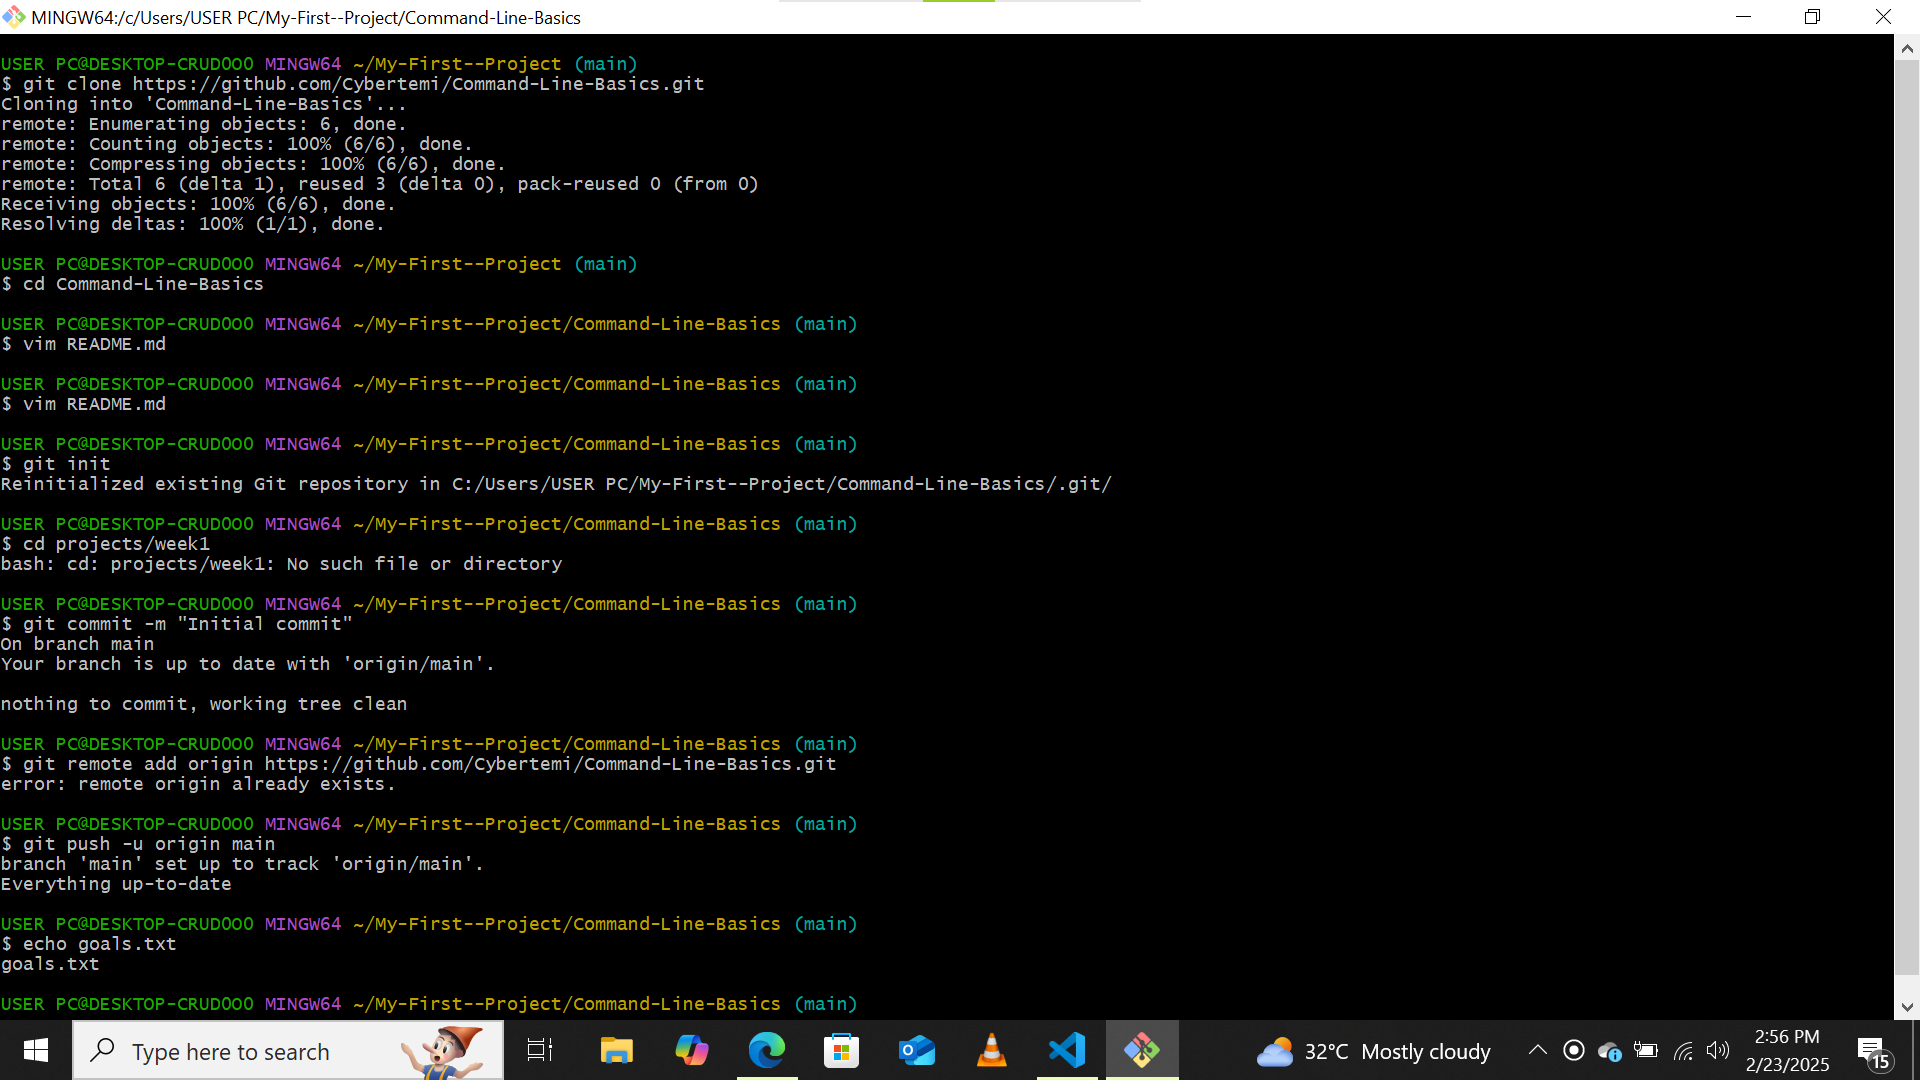 MINGW64:/c/Users/USER PC/My-First--Project/Command-Line-Basics
USER PC@DESKTOP-CRUD0O0 MINGW64 ~/My-First--Project (main)
$ git clone https://github.com/Cybertemi/Command-Line-Basics.git
Cloning into 'Command-Line-Basics'...
remote: Enumerating objects: 6, done.
remote: Counting objects: 100% (6/6), done.
remote: Compressing objects: 100% (6/6), done.
remote: Total 6 (delta 1), reused 3 (delta 0), pack-reused 0 (from 0)
Receiving objects: 100% (6/6), done.
Resolving deltas: 100% (1/1), done.
USER PC@DESKTOP-CRUD0O0 MINGW64 ~/My-First--Project (main)
$ cd Command-Line-Basics
USER PC@DESKTOP-CRUD0O0 MINGW64 ~/My-First--Project/Command-Line-Basics (main)
$ vim README.md
USER PC@DESKTOP-CRUD0O0 MINGW64 ~/My-First--Project/Command-Line-Basics (main)
$ vim README.md
USER PC@DESKTOP-CRUD0O0 MINGW64 ~/My-First--Project/Command-Line-Basics (main)
$ git init
Reinitialized existing Git repository in C:/Users/USER PC/My-First--Project/Command-Line-Basics/.git/
USER PC@DESKTOP-CRUD0O0 MINGW64 ~/My-First--Project/Command-Line-Basics (main)
$ cd projects/week1
bash: cd: projects/week1: No such file or directory
USER PC@DESKTOP-CRUD0O0 MINGW64 ~/My-First--Project/Command-Line-Basics (main)
$ git commit -m "Initial commit"
On branch main
Your branch is up to date with 'origin/main'.
nothing to commit, working tree clean
USER PC@DESKTOP-CRUD0O0 MINGW64 ~/My-First--Project/Command-Line-Basics (main)
$ git remote add origin https://github.com/Cybertemi/Command-Line-Basics.git
error: remote origin already exists.
USER PC@DESKTOP-CRUD0O0 MINGW64 ~/My-First--Project/Command-Line-Basics (main)
$ git push -u origin main
branch 'main' set up to track 'origin/main'.
Everything up-to-date
USER PC@DESKTOP-CRUD0O0 MINGW64 ~/My-First--Project/Command-Line-Basics (main)
$ echo goals.txt
goals.txt
USER PC@DESKTOP-CRUD0O0 MINGW64 ~/My-First--Project/Command-Line-Basics (main)
Type here to search
32°C Mostly cloudy
2:56 PM
2/23/2025
15